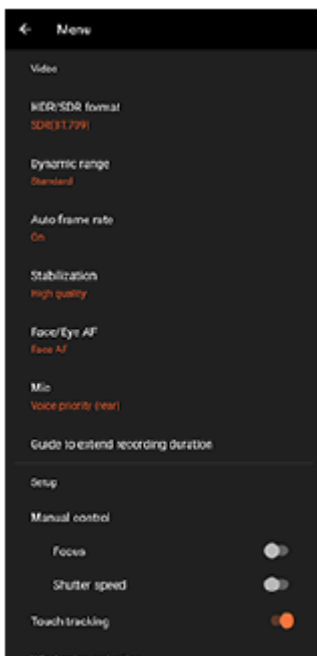 Menu
Video
HDR/SDR format
SDR(BT.709)
Dynamic range
Standard
Auto frame rate
On
Stabilization
High quality
Face/Eye AF
Face AF
Mic
Voice priority (rear)
Guide to extend recording duration
Setup
Manual control
Focus
Shutter speed
Touch tracking